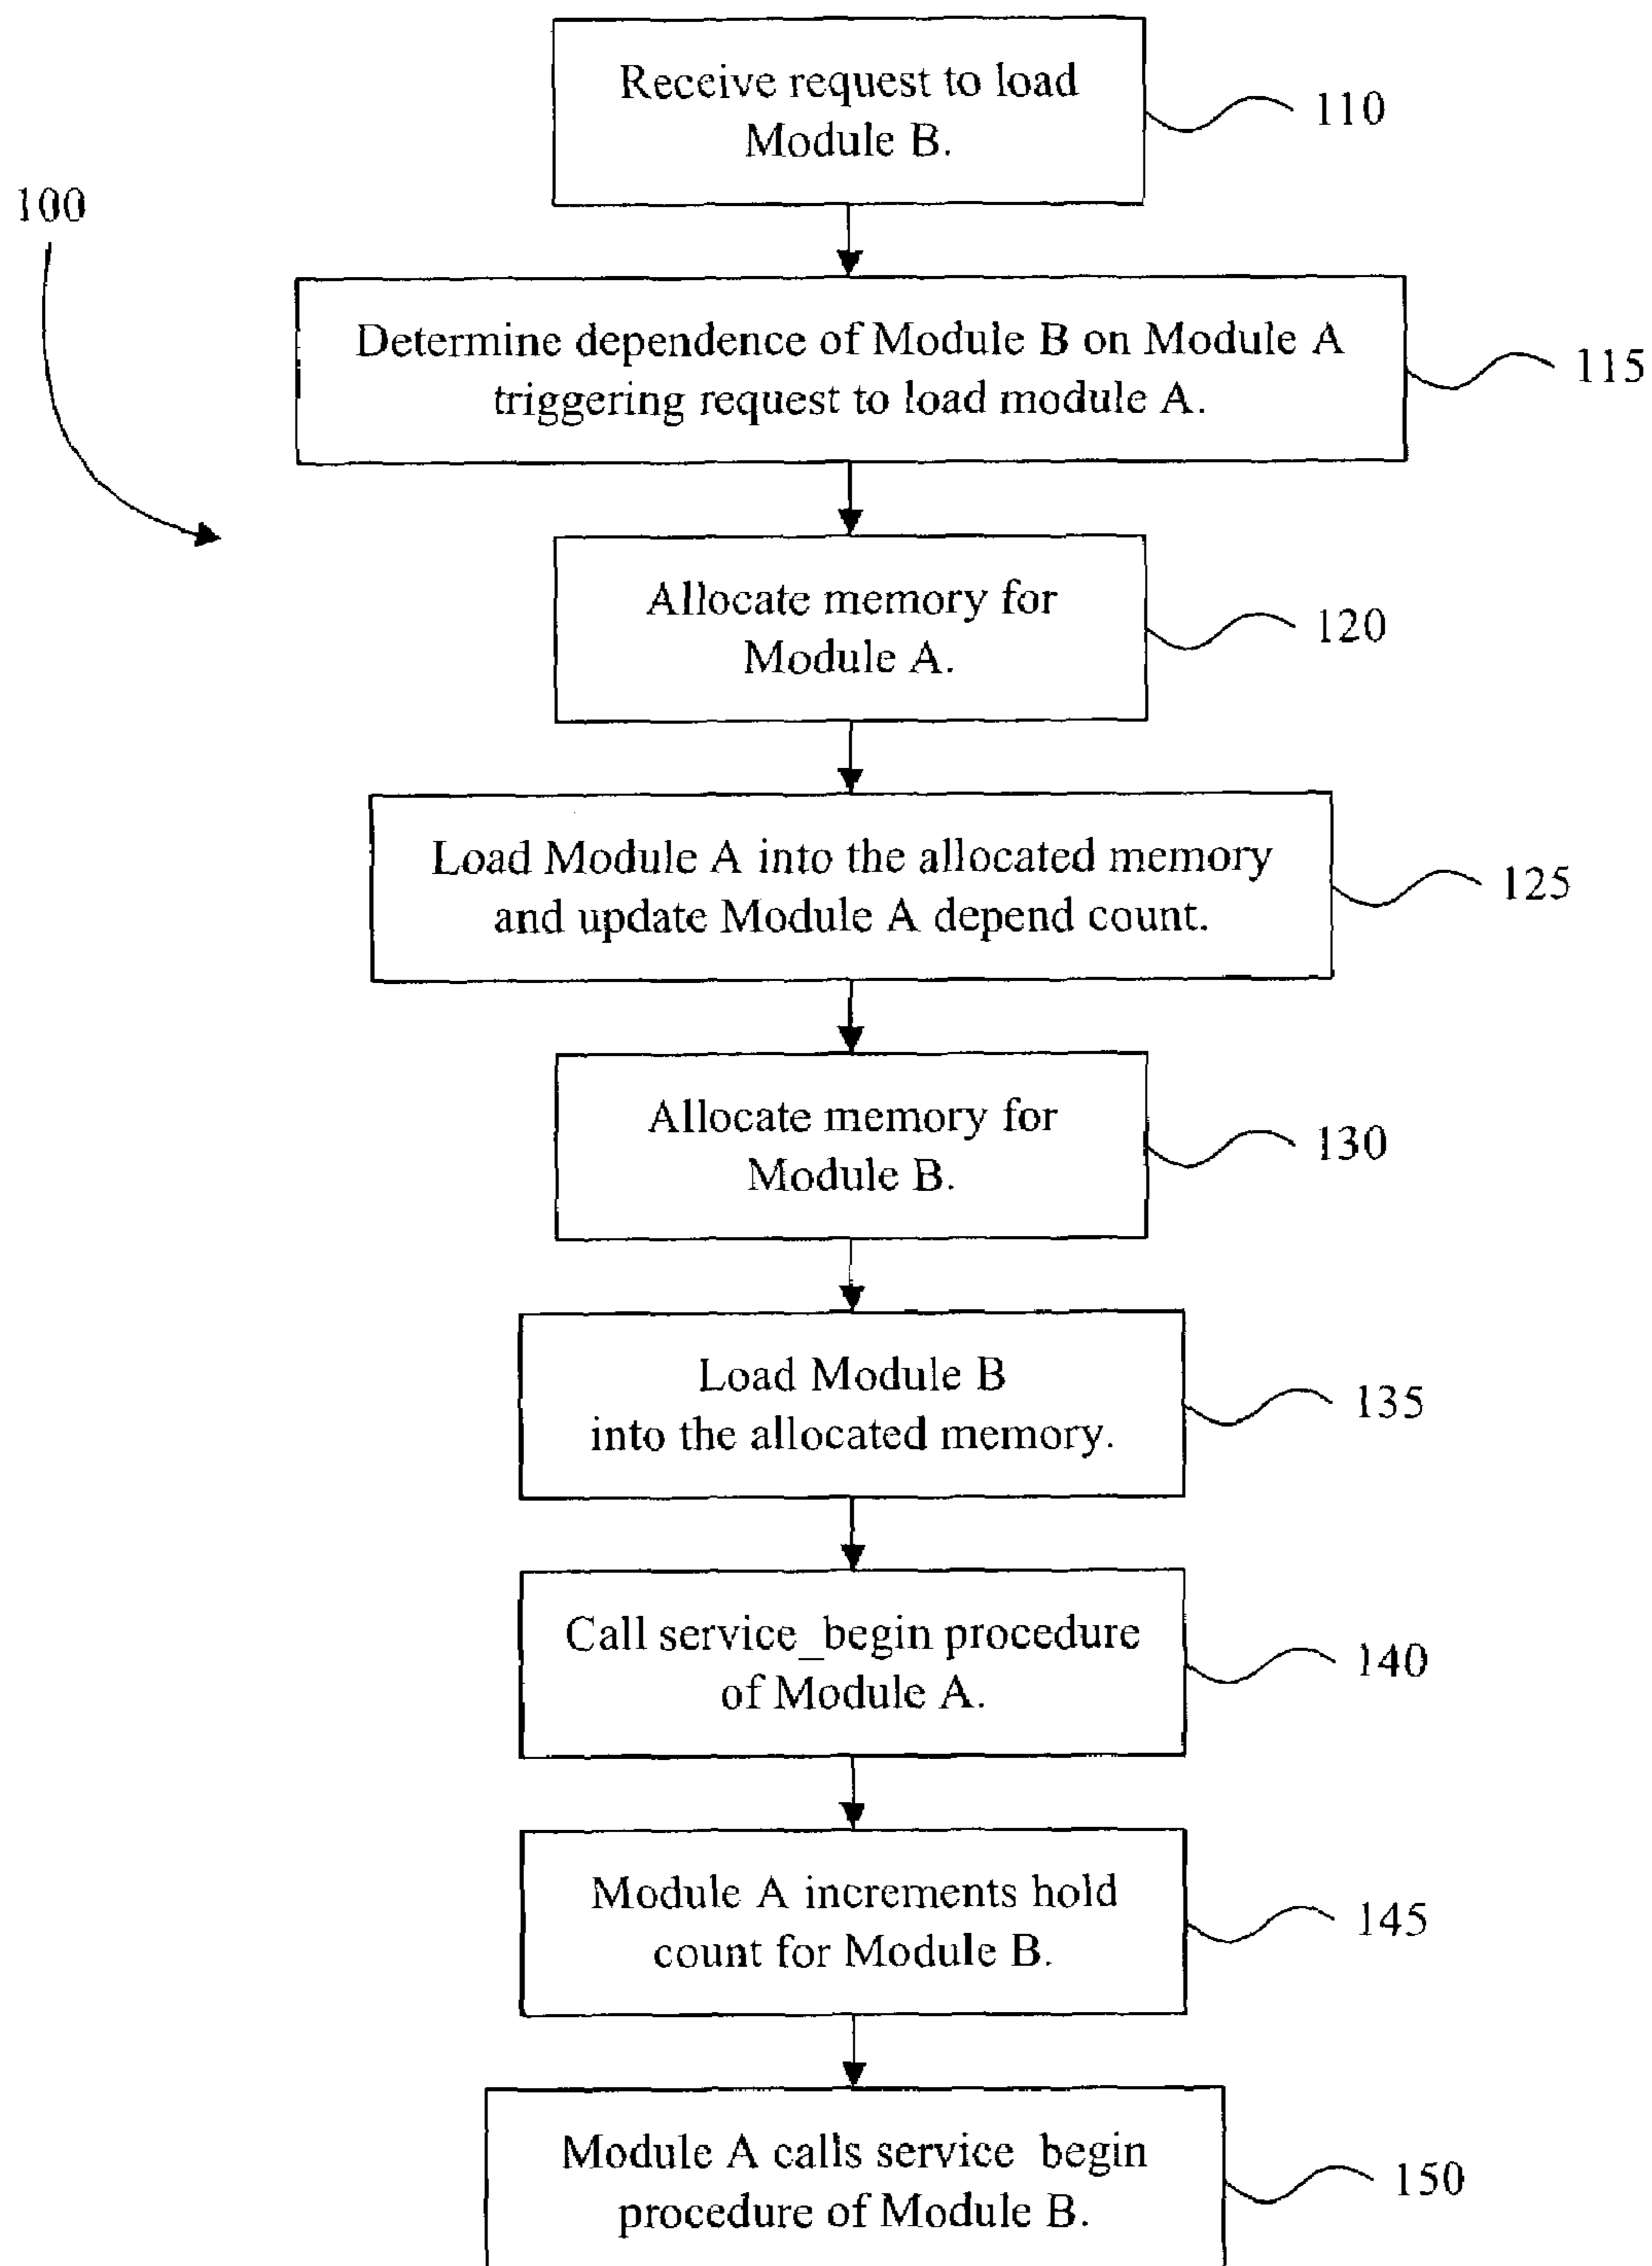 Receive request to load
Module B.
110
100
Determine dependence of Module B on Module A
triggering request to load module A.
115
Allocate memory for
Module A.
120
Load Module A into the allocated memory
and update Module A depend count.
125
Allocate memory for
Module B.
130
Load Module B
into the allocated memory.
135
Call service_begin procedure
of Module A.
140
Module A increments hold
count for Module B.
145
Module A calls service begin
procedure of Module B.
150